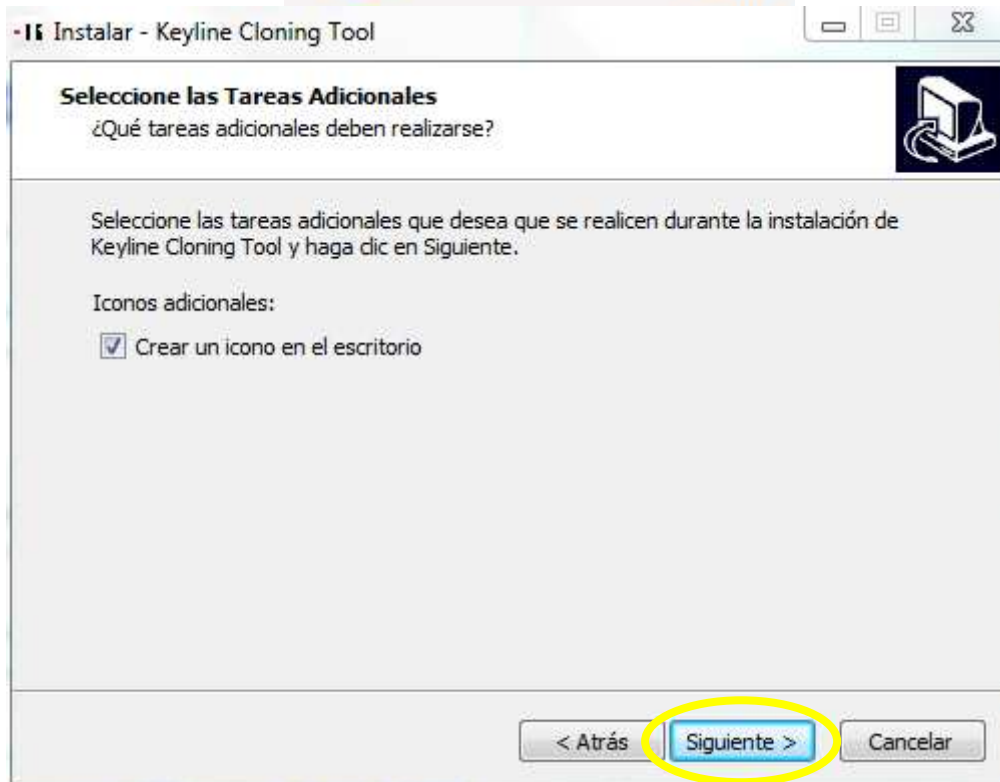 Instalar - Keyline Cloning Tool
Seleccione las Tareas Adicionales
¿Qué tareas adicionales deben realizarse?
Seleccione las tareas adicionales que desea que se realicen durante la instalación de
Keyline Cloning Tool y haga clic en Siguiente.
Iconos adicionales:
Crear un icono en el escritorio
< Atrás Siguiente > Cancelar